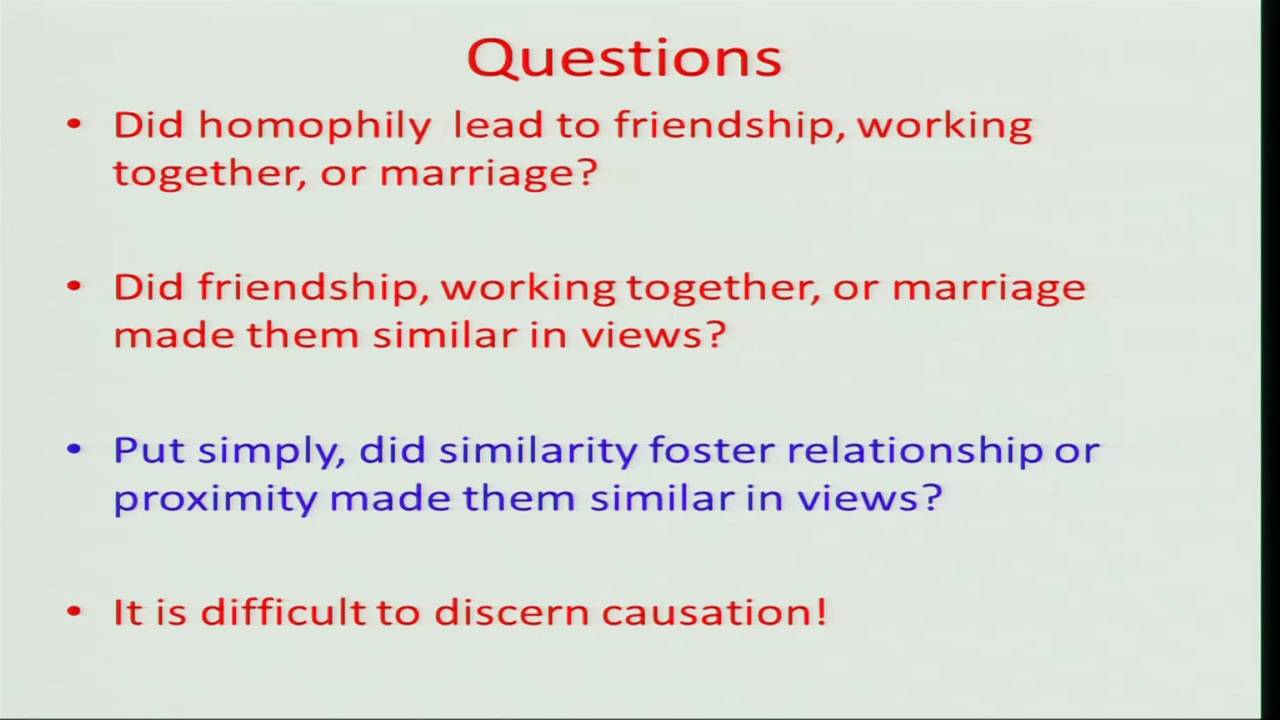 Questions
• Did homophily lead to friendship, working
together, or marriage?
• Did friendship, working together, or marriage
made them similar in views?
• Put simply, did similarity foster relationship or
proximity made them similar in views?
• It is difficult to discern causation!